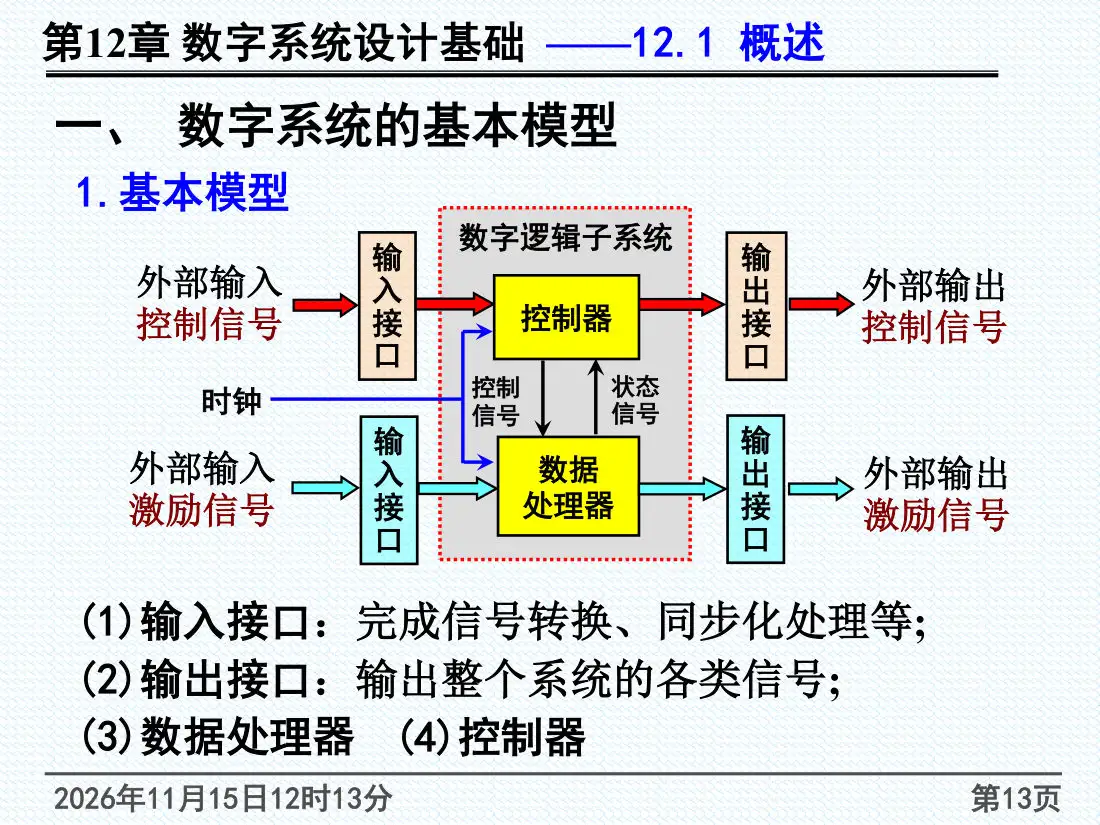 第12章 数字系统设计基础 ——12.1 概述
一、 数字系统的基本模型
1.基本模型
数字逻辑子系统
外部输入
控制信号
输入接口
控制器
输出接口
外部输出
控制信号
时钟
控制
信号
状态
信号
外部输入
激励信号
输入接口
数据
处理器
输出接口
外部输出
激励信号
(1)输入接口：完成信号转换、同步化处理等；
(2)输出接口：输出整个系统的各类信号；
(3)数据处理器 (4)控制器
2026年11月15日12时13分
第13页